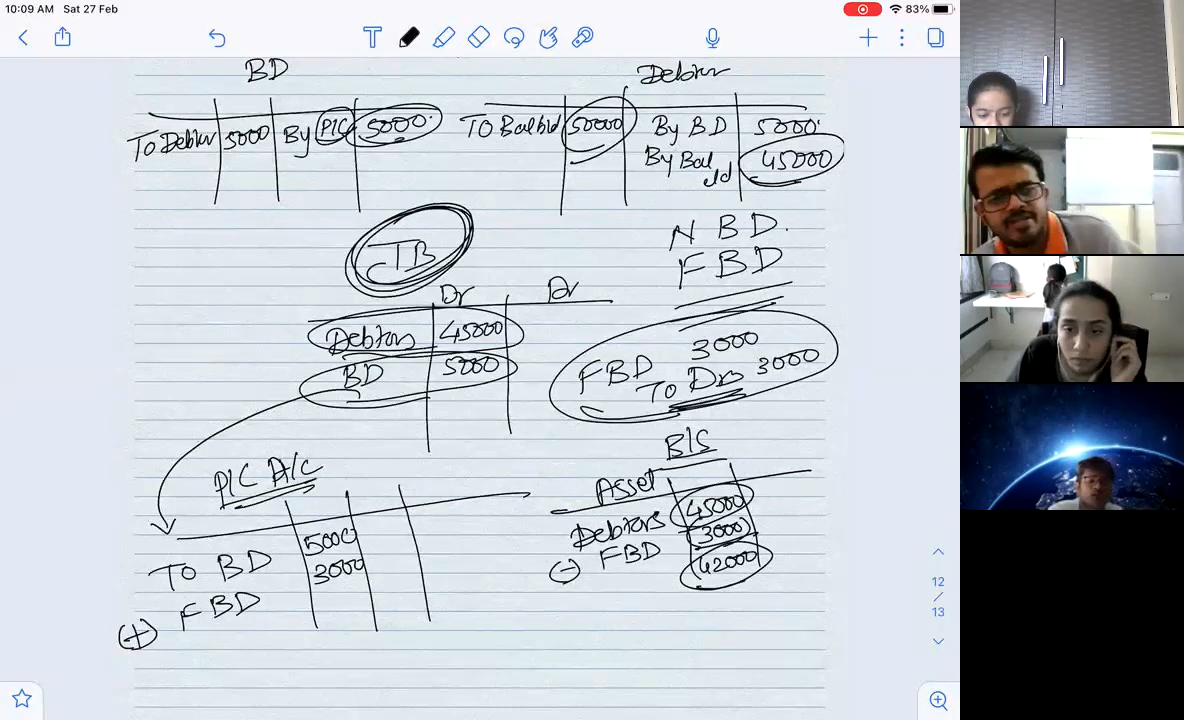 10:09 AM Sat 27 Feb
83%
BD
To Debtor 5000 By P/C 5000
Debtor
To Bal b/d 50000 By BD 5000
By Bal c/d 45000
TB
N BD
FBD
Dr Dr
Debtors 45000
BD 5000
FBD 3000
To Drs 3000
P/C A/C
To BD 5000
(+) FBD 3000
B/S
Asset
Debtors 45000
(-) FBD 3000
42000
12
/
13